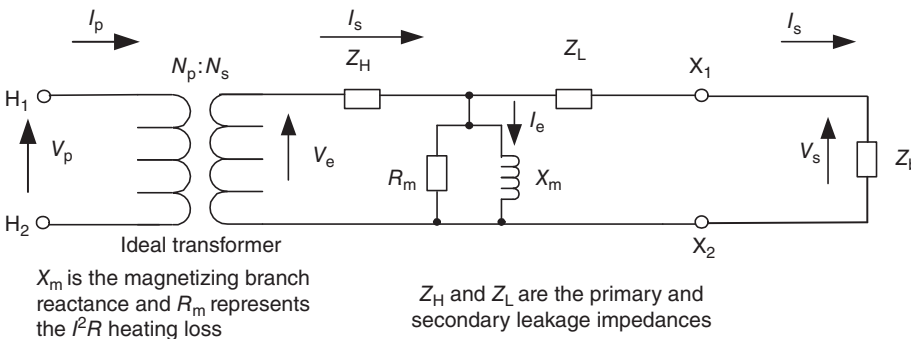 I_p
I_s
I_s
Z_H
Z_L
N_p:N_s
X_1
H_1
I_e
V_p
V_e
V_s
R_m
X_m
H_2
X_2
Ideal transformer
X_m is the magnetizing branch
reactance and R_m represents
the I²R heating loss
Z_H and Z_L are the primary and
secondary leakage impedances